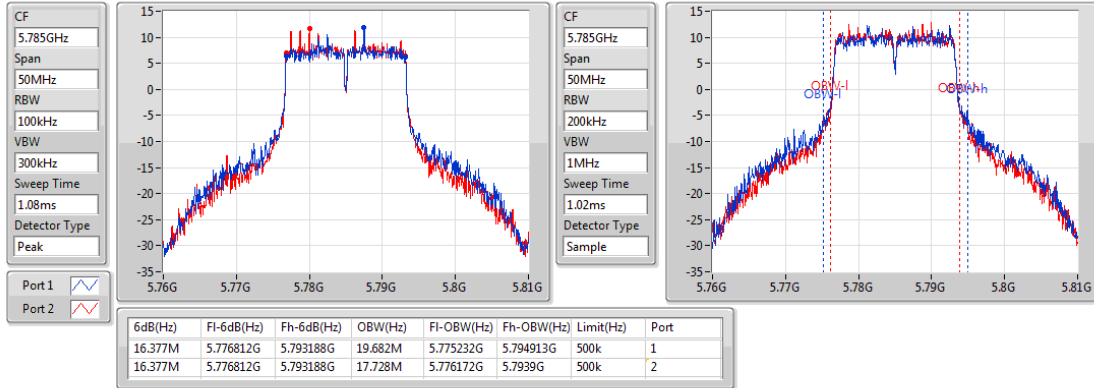 CF
5.785GHz
Span
50MHz
RBW
100kHz
VBW
300kHz
Sweep Time
1.08ms
Detector Type
Peak
Port 1
Port 2
15
10
5
0
-5
-10
-15
-20
-25
-30
-35
5.76G 5.77G 5.78G 5.79G 5.8G 5.81G
CF
5.785GHz
Span
50MHz
RBW
200kHz
VBW
1MHz
Sweep Time
1.02ms
Detector Type
Sample
15
10
5
0
-5
-10
-15
-20
-25
-30
-35
OBW-l
OBW-l
OBW-h
OBW-h
5.76G 5.77G 5.78G 5.79G 5.8G 5.81G
6dB(Hz) Fl-6dB(Hz) Fh-6dB(Hz) OBW(Hz) Fl-OBW(Hz) Fh-OBW(Hz) Limit(Hz) Port
16.377M 5.776812G 5.793188G 19.682M 5.775232G 5.794913G 500k 1
16.377M 5.776812G 5.793188G 17.728M 5.776172G 5.7939G 500k 2